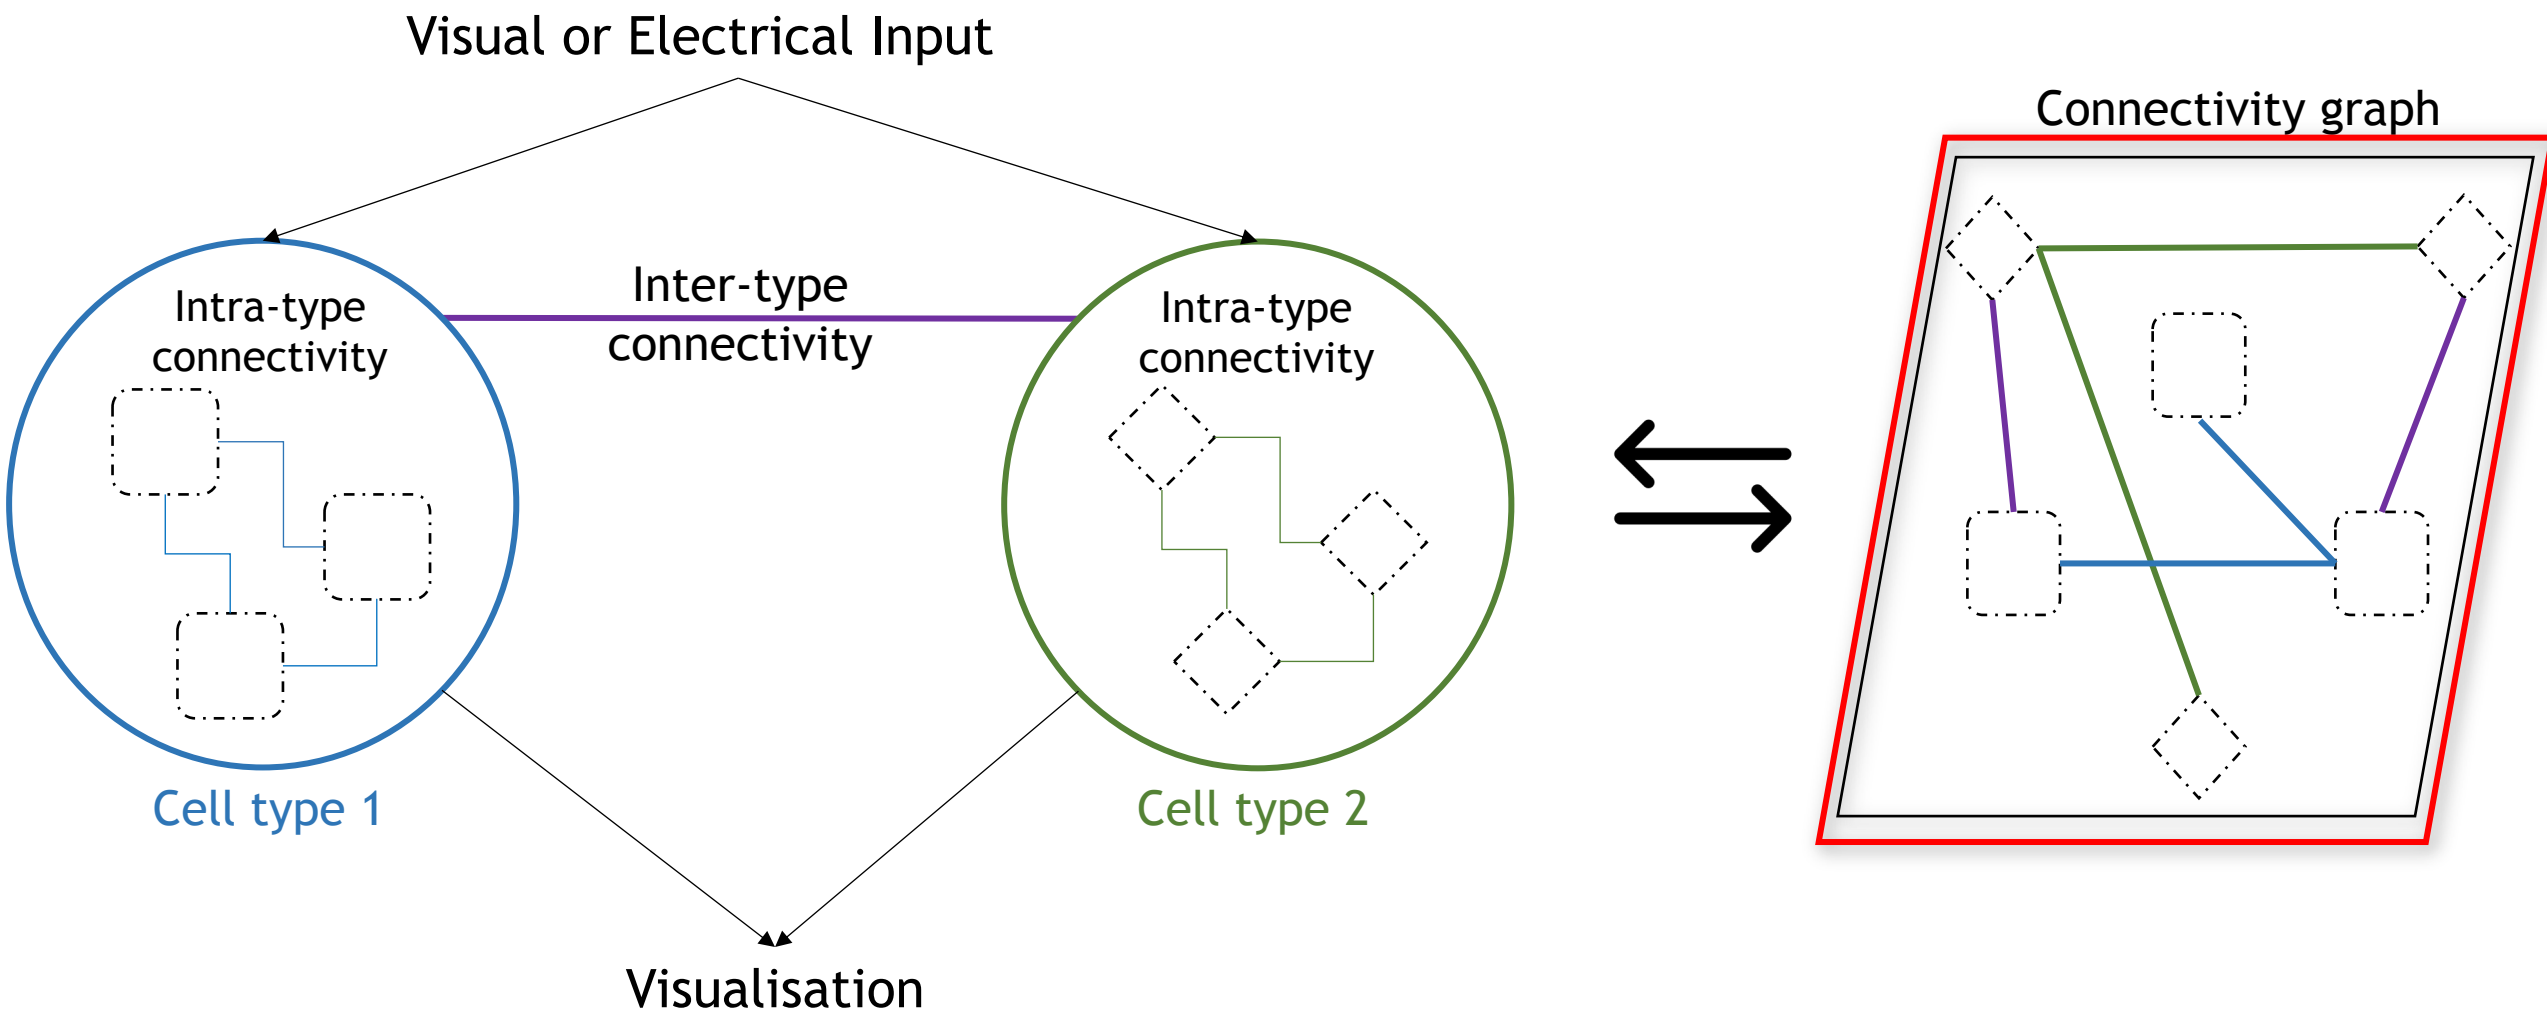 Visual or Electrical Input
Connectivity graph
Inter-type
connectivity
Intra-type
connectivity
Intra-type
connectivity
Cell type 1
Cell type 2
Visualisation